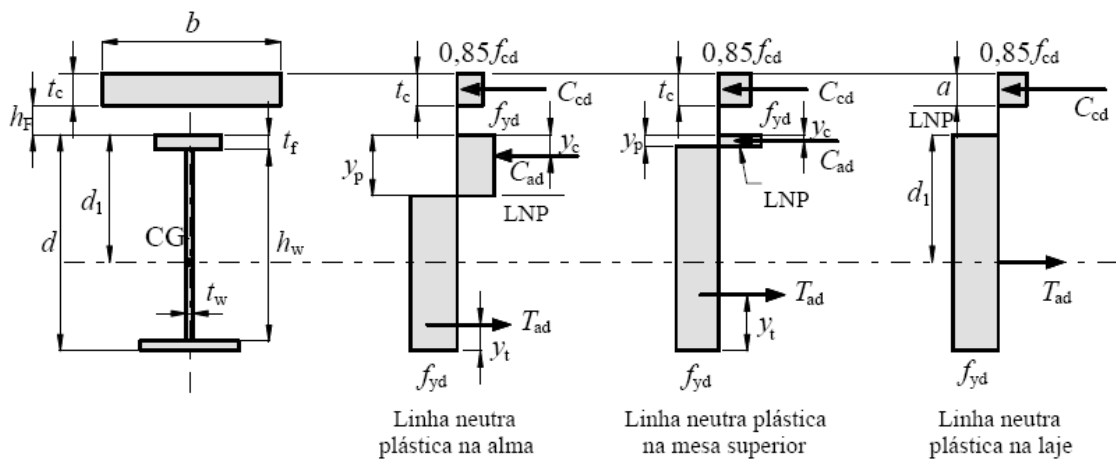 b
t_c
h_F
t_f
d_1
d
CG
h_w
t_w
0,85f_cd
t_c
C_cd
f_yd
y_c
y_p
C_ad
LNP
T_ad
y_t
f_yd
Linha neutra
plástica na alma
0,85f_cd
t_c
C_cd
f_yd
y_c
y_p
C_ad
LNP
T_ad
y_t
f_yd
Linha neutra plástica
na mesa superior
0,85f_cd
a
C_cd
LNP
d_1
T_ad
f_yd
Linha neutra
plástica na laje